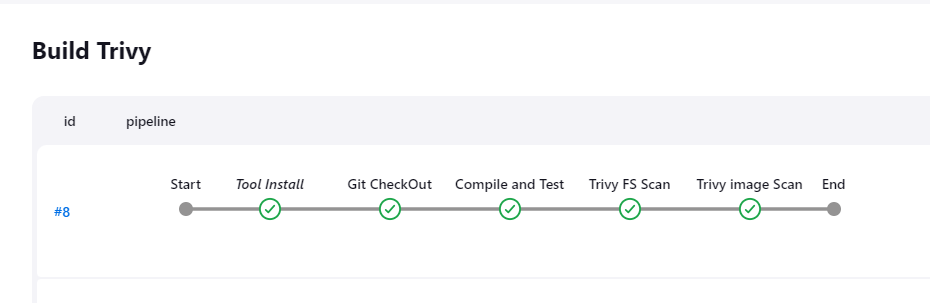 Build Trivy
id pipeline
Start Tool Install Git CheckOut Compile and Test Trivy FS Scan Trivy image Scan End
#8